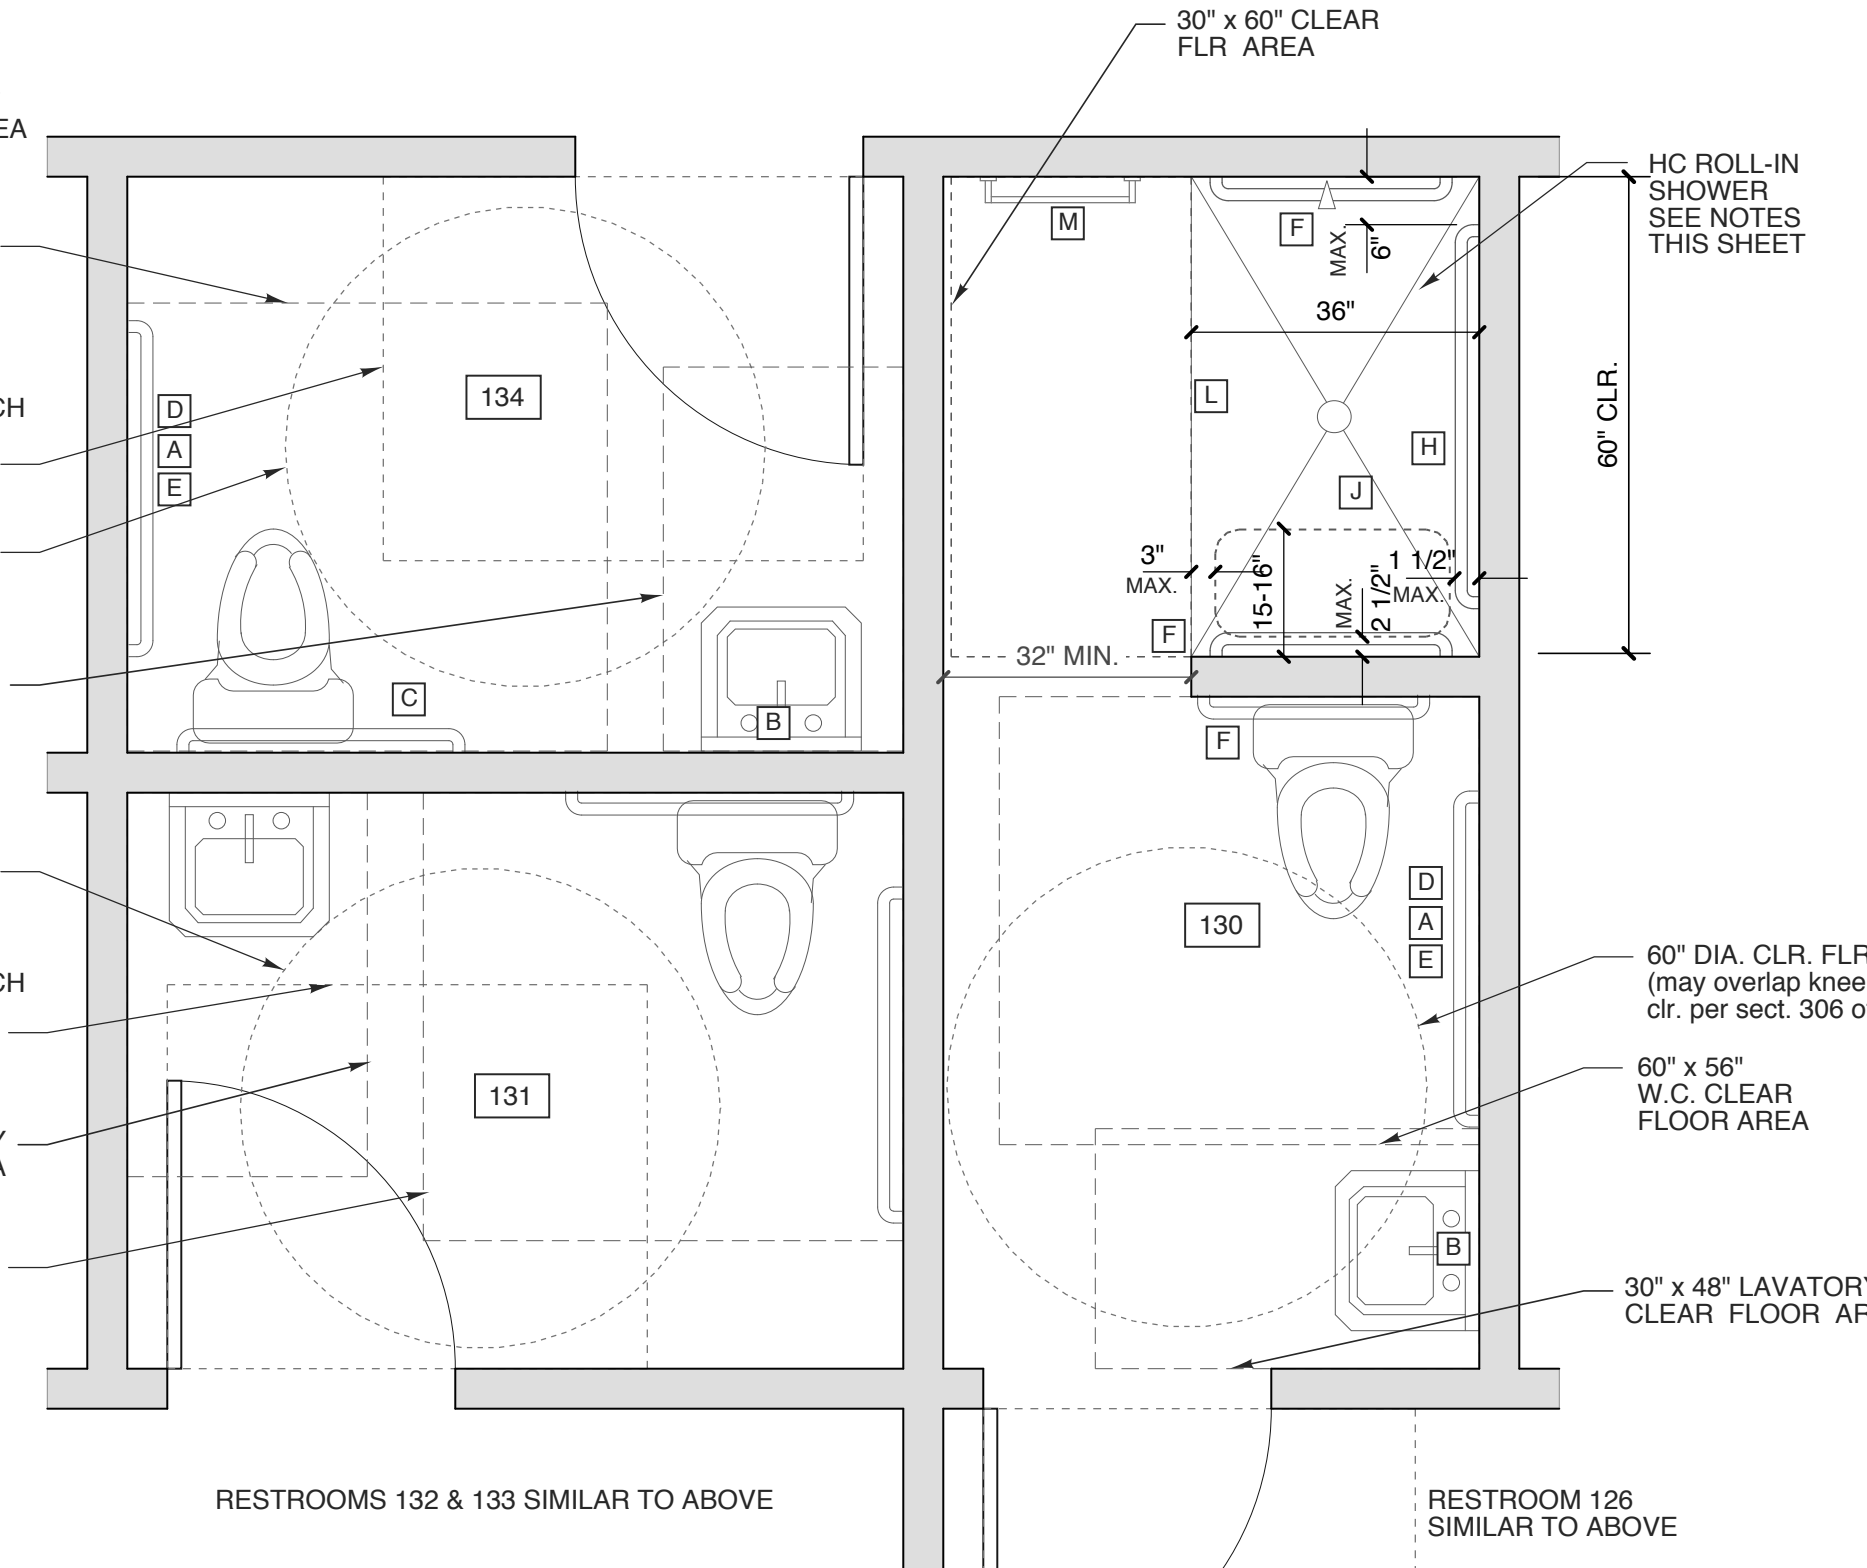 30" x 60" CLEAR
FLR AREA
EA
HC ROLL-IN
SHOWER
SEE NOTES
THIS SHEET
M
F
MAX.
6"
36"
134
D
A
E
CH
L
H
J
60" CLR.
3"
MAX.
15-16"
MAX.
2 1/2"
1 1/2"
MAX.
F
32" MIN.
C
B
F
130
D
A
E
60" DIA. CLR. FLR
(may overlap knee
clr. per sect. 306 o
CH
60" x 56"
W.C. CLEAR
FLOOR AREA
131
Y
A
B
30" x 48" LAVATORY
CLEAR FLOOR AR
RESTROOMS 132 & 133 SIMILAR TO ABOVE
RESTROOM 126
SIMILAR TO ABOVE